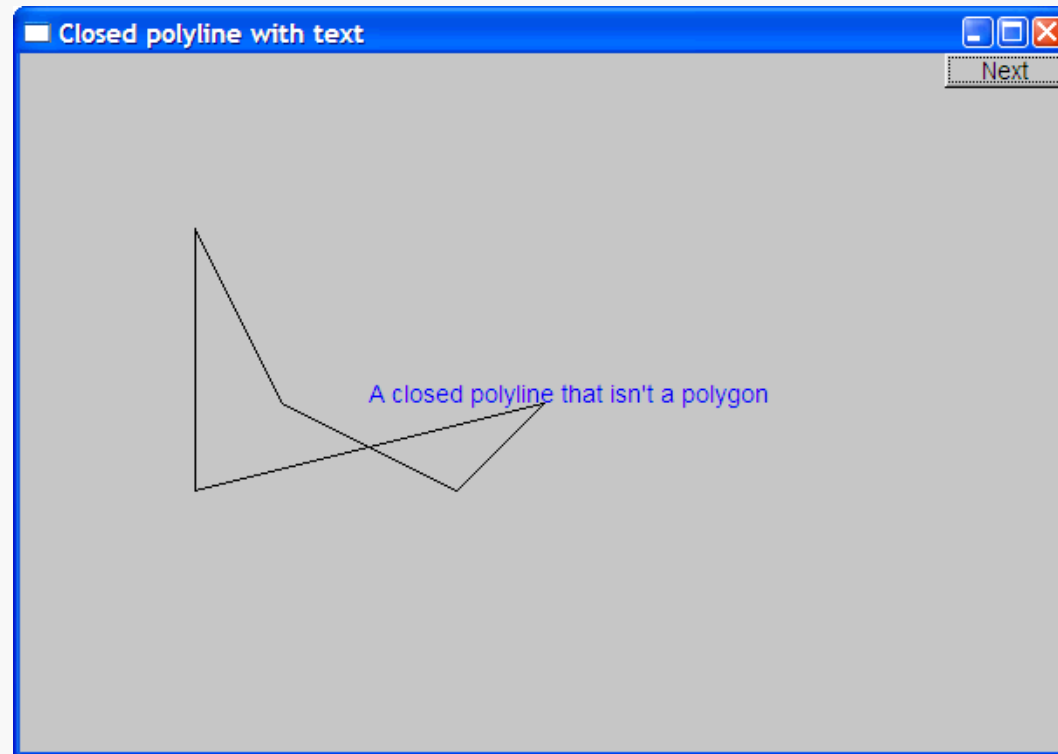 Closed polyline with text
Next
A closed polyline that isn't a polygon